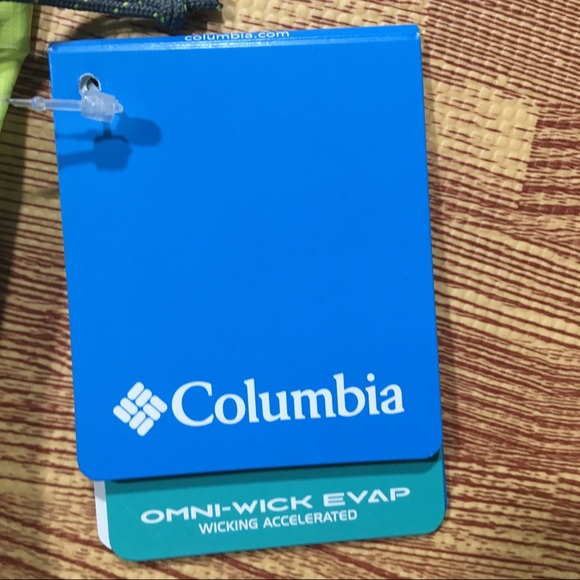 columbia.com
Columbia
OMNI-WICK EVAP
WICKING ACCELERATED